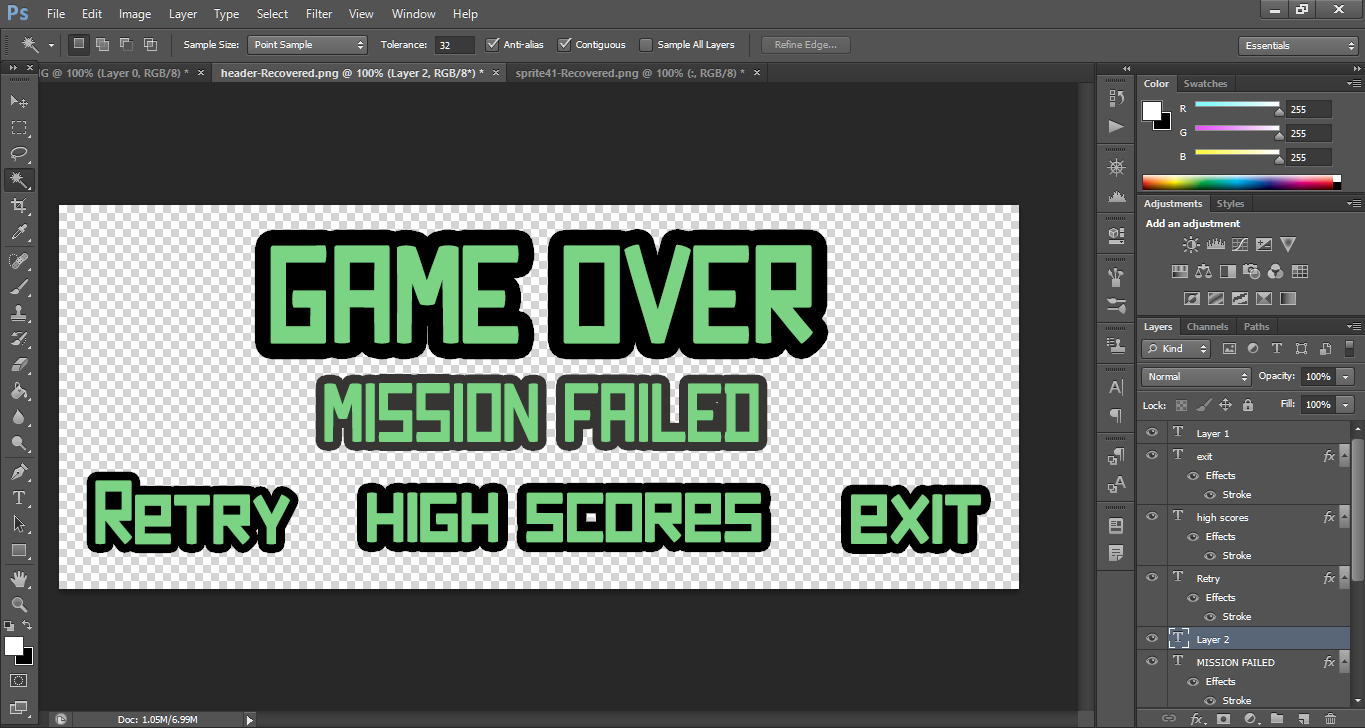 Ps File Edit Image Layer Type Select Filter View Window Help
Sample Size: Point Sample Tolerance: 32 Anti-alias Contiguous Sample All Layers Refine Edge... Essentials
G @ 100% (Layer 0, RGB/8) * × header-Recovered.png @ 100% (Layer 2, RGB/8*) * × sprite41-Recovered.png @ 100% (:, RGB/8) * ×
Color Swatches
R 255
G 255
B 255
Adjustments Styles
Add an adjustment
GAME OVER
MISSION FAILED
Retry HIGH SCOReS eXIT
Layers Channels Paths
Kind
Normal Opacity: 100%
Lock: Fill: 100%
Layer 1
exit fx
Effects
Stroke
high scores fx
Effects
Stroke
Retry fx
Effects
Stroke
Layer 2
MISSION FAILED fx
Effects
Stroke
Doc: 1.05M/6.99M